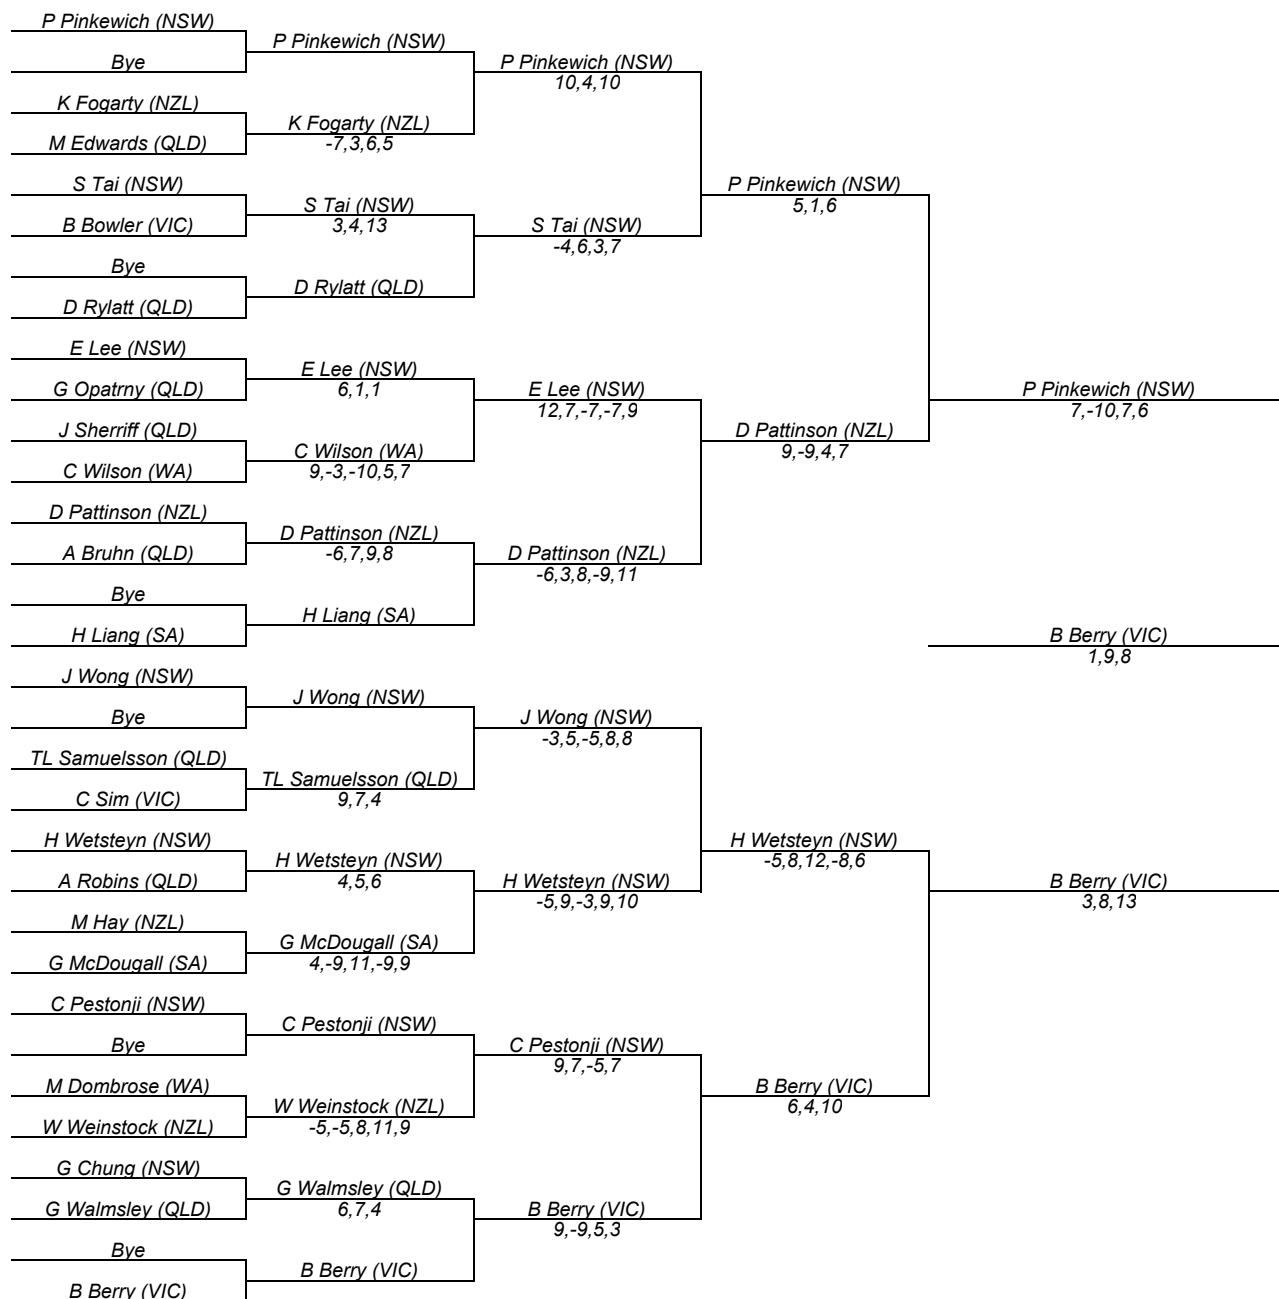 P Pinkewich (NSW)
P Pinkewich (NSW)
Bye
P Pinkewich (NSW)
10,4,10
K Fogarty (NZL)
K Fogarty (NZL)
-7,3,6,5
M Edwards (QLD)
S Tai (NSW)
P Pinkewich (NSW)
5,1,6
S Tai (NSW)
3,4,13
B Bowler (VIC)
S Tai (NSW)
-4,6,3,7
Bye
D Rylatt (QLD)
D Rylatt (QLD)
E Lee (NSW)
E Lee (NSW)
6,1,1
G Opatrny (QLD)
E Lee (NSW)
12,7,-7,-7,9
P Pinkewich (NSW)
7,-10,7,6
J Sherriff (QLD)
D Pattinson (NZL)
9,-9,4,7
C Wilson (WA)
9,-3,-10,5,7
C Wilson (WA)
D Pattinson (NZL)
D Pattinson (NZL)
-6,7,9,8
A Bruhn (QLD)
D Pattinson (NZL)
-6,3,8,-9,11
Bye
H Liang (SA)
H Liang (SA)
B Berry (VIC)
1,9,8
J Wong (NSW)
J Wong (NSW)
Bye
J Wong (NSW)
-3,5,-5,8,8
TL Samuelsson (QLD)
TL Samuelsson (QLD)
9,7,4
C Sim (VIC)
H Wetsteyn (NSW)
H Wetsteyn (NSW)
-5,8,12,-8,6
H Wetsteyn (NSW)
4,5,6
A Robins (QLD)
H Wetsteyn (NSW)
-5,9,-3,9,10
B Berry (VIC)
3,8,13
M Hay (NZL)
G McDougall (SA)
4,-9,11,-9,9
G McDougall (SA)
C Pestonji (NSW)
C Pestonji (NSW)
Bye
C Pestonji (NSW)
9,7,-5,7
M Dombrose (WA)
B Berry (VIC)
6,4,10
W Weinstock (NZL)
-5,-5,8,11,9
W Weinstock (NZL)
G Chung (NSW)
G Walmsley (QLD)
6,7,4
G Walmsley (QLD)
B Berry (VIC)
9,-9,5,3
Bye
B Berry (VIC)
B Berry (VIC)